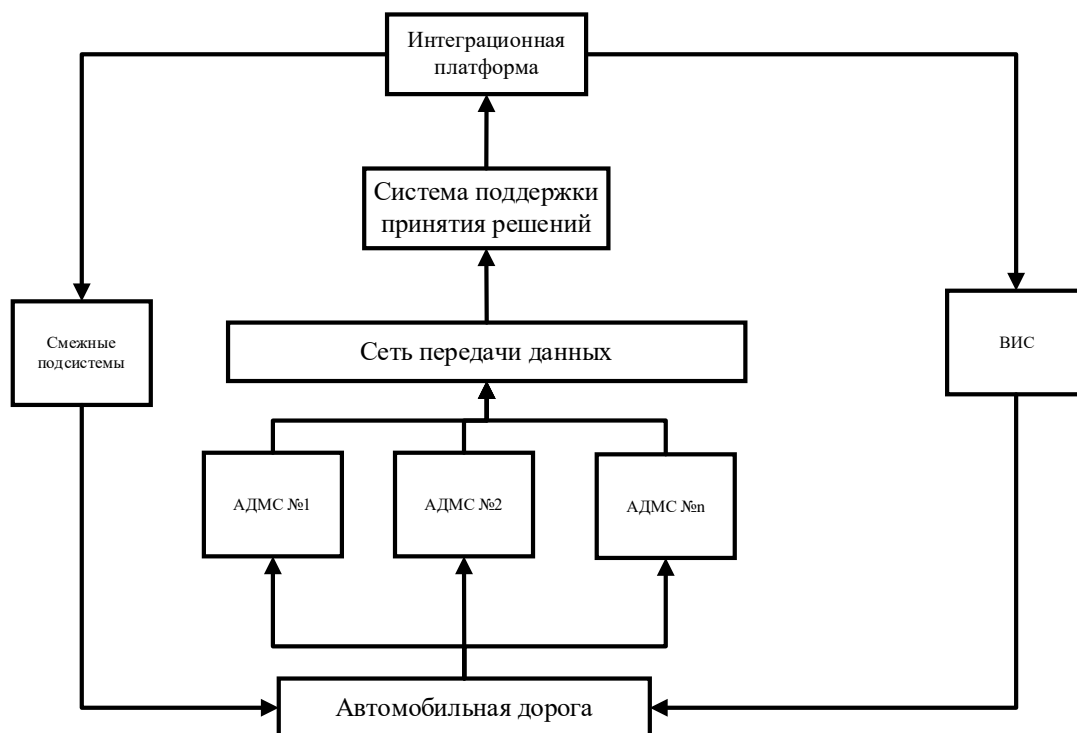 Интеграционная
платформа
Система поддержки
принятия решений
Смежные
подсистемы
Сеть передачи данных
ВИС
АДМС №1
АДМС №2
АДМС №n
Автомобильная дорога